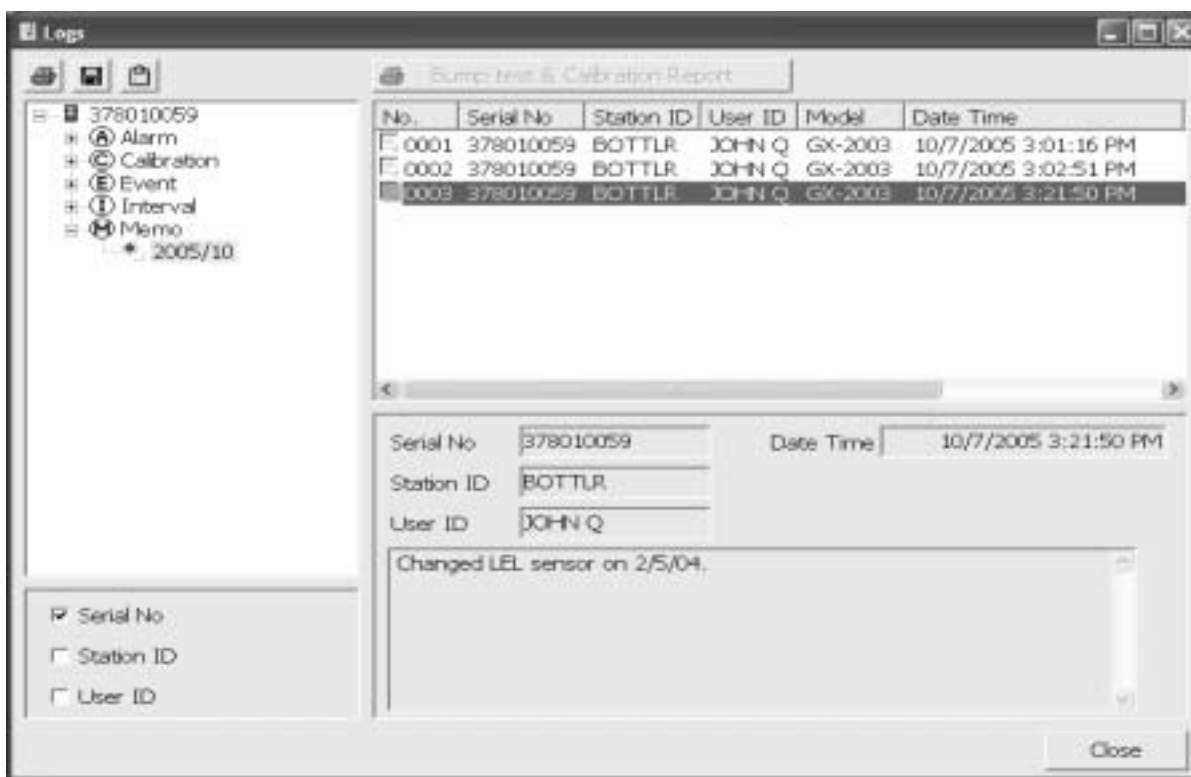 Logs
Bump test & Calibration Report
378010059
Alarm
Calibration
Event
Interval
Memo
2005/10
No. Serial No Station ID User ID Model Date Time
0001 378010059 BOTTLR JOHN Q GX-2003 10/7/2005 3:01:16 PM
0002 378010059 BOTTLR JOHN Q GX-2003 10/7/2005 3:02:51 PM
0003 378010059 BOTTLR JOHN Q GX-2003 10/7/2005 3:21:50 PM
Serial No 378010059 Date Time 10/7/2005 3:21:50 PM
Station ID BOTTLR
User ID JOHN Q
Changed LEL sensor on 2/5/04.
Serial No
Station ID
User ID
Close